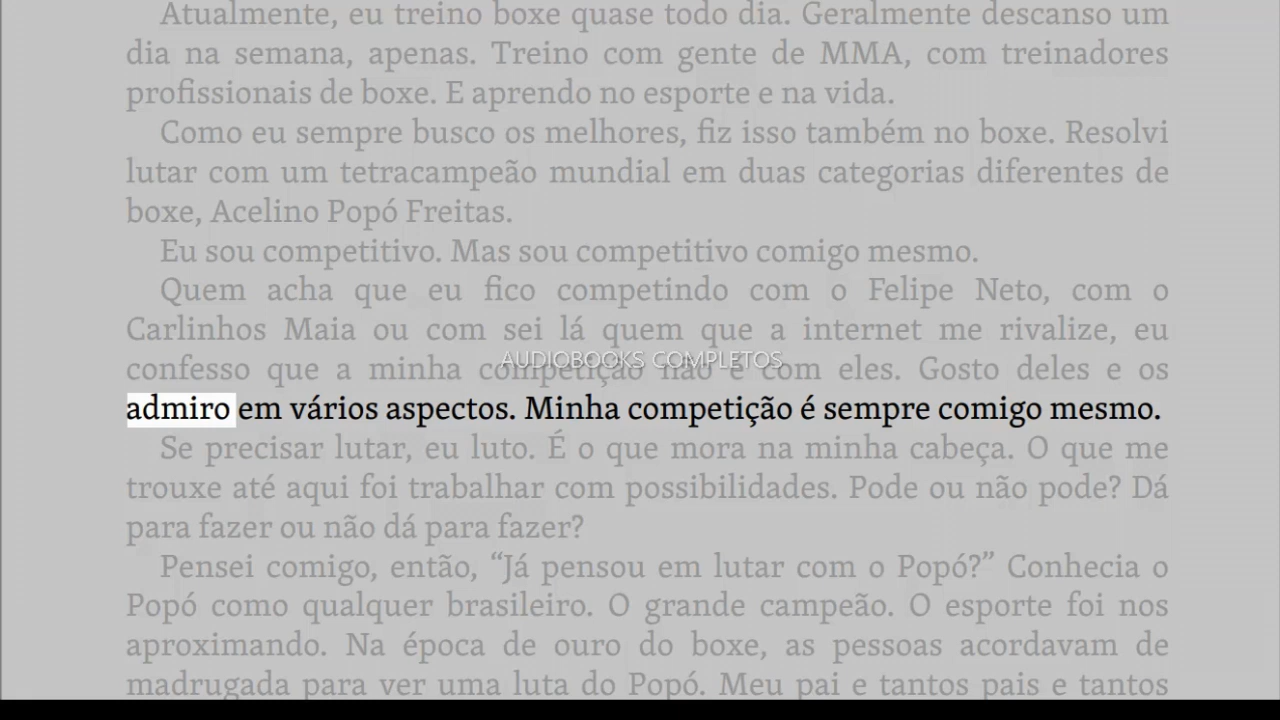 Atualmente, eu treino boxe quase todo dia. Geralmente descanso um
dia na semana, apenas. Treino com gente de MMA, com treinadores
profissionais de boxe. E aprendo no esporte e na vida.
Como eu sempre busco os melhores, fiz isso também no boxe. Resolvi
lutar com um tetracampeão mundial em duas categorias diferentes de
boxe, Acelino Popó Freitas.
Eu sou competitivo. Mas sou competitivo comigo mesmo.
Quem acha que eu fico competindo com o Felipe Neto, com o
Carlinhos Maia ou com sei lá quem que a internet me rivalize, eu
AUDIOBOOKS COMPLETOS
confesso que a minha competição não é com eles. Gosto deles e os
admiro em vários aspectos. Minha competição é sempre comigo mesmo.
Se precisar lutar, eu luto. É o que mora na minha cabeça. O que me
trouxe até aqui foi trabalhar com possibilidades. Pode ou não pode? Dá
para fazer ou não dá para fazer?
Pensei comigo, então, “Já pensou em lutar com o Popó?” Conhecia o
Popó como qualquer brasileiro. O grande campeão. O esporte foi nos
aproximando. Na época de ouro do boxe, as pessoas acordavam de
madrugada para ver uma luta do Popó. Meu pai e tantos pais e tantos